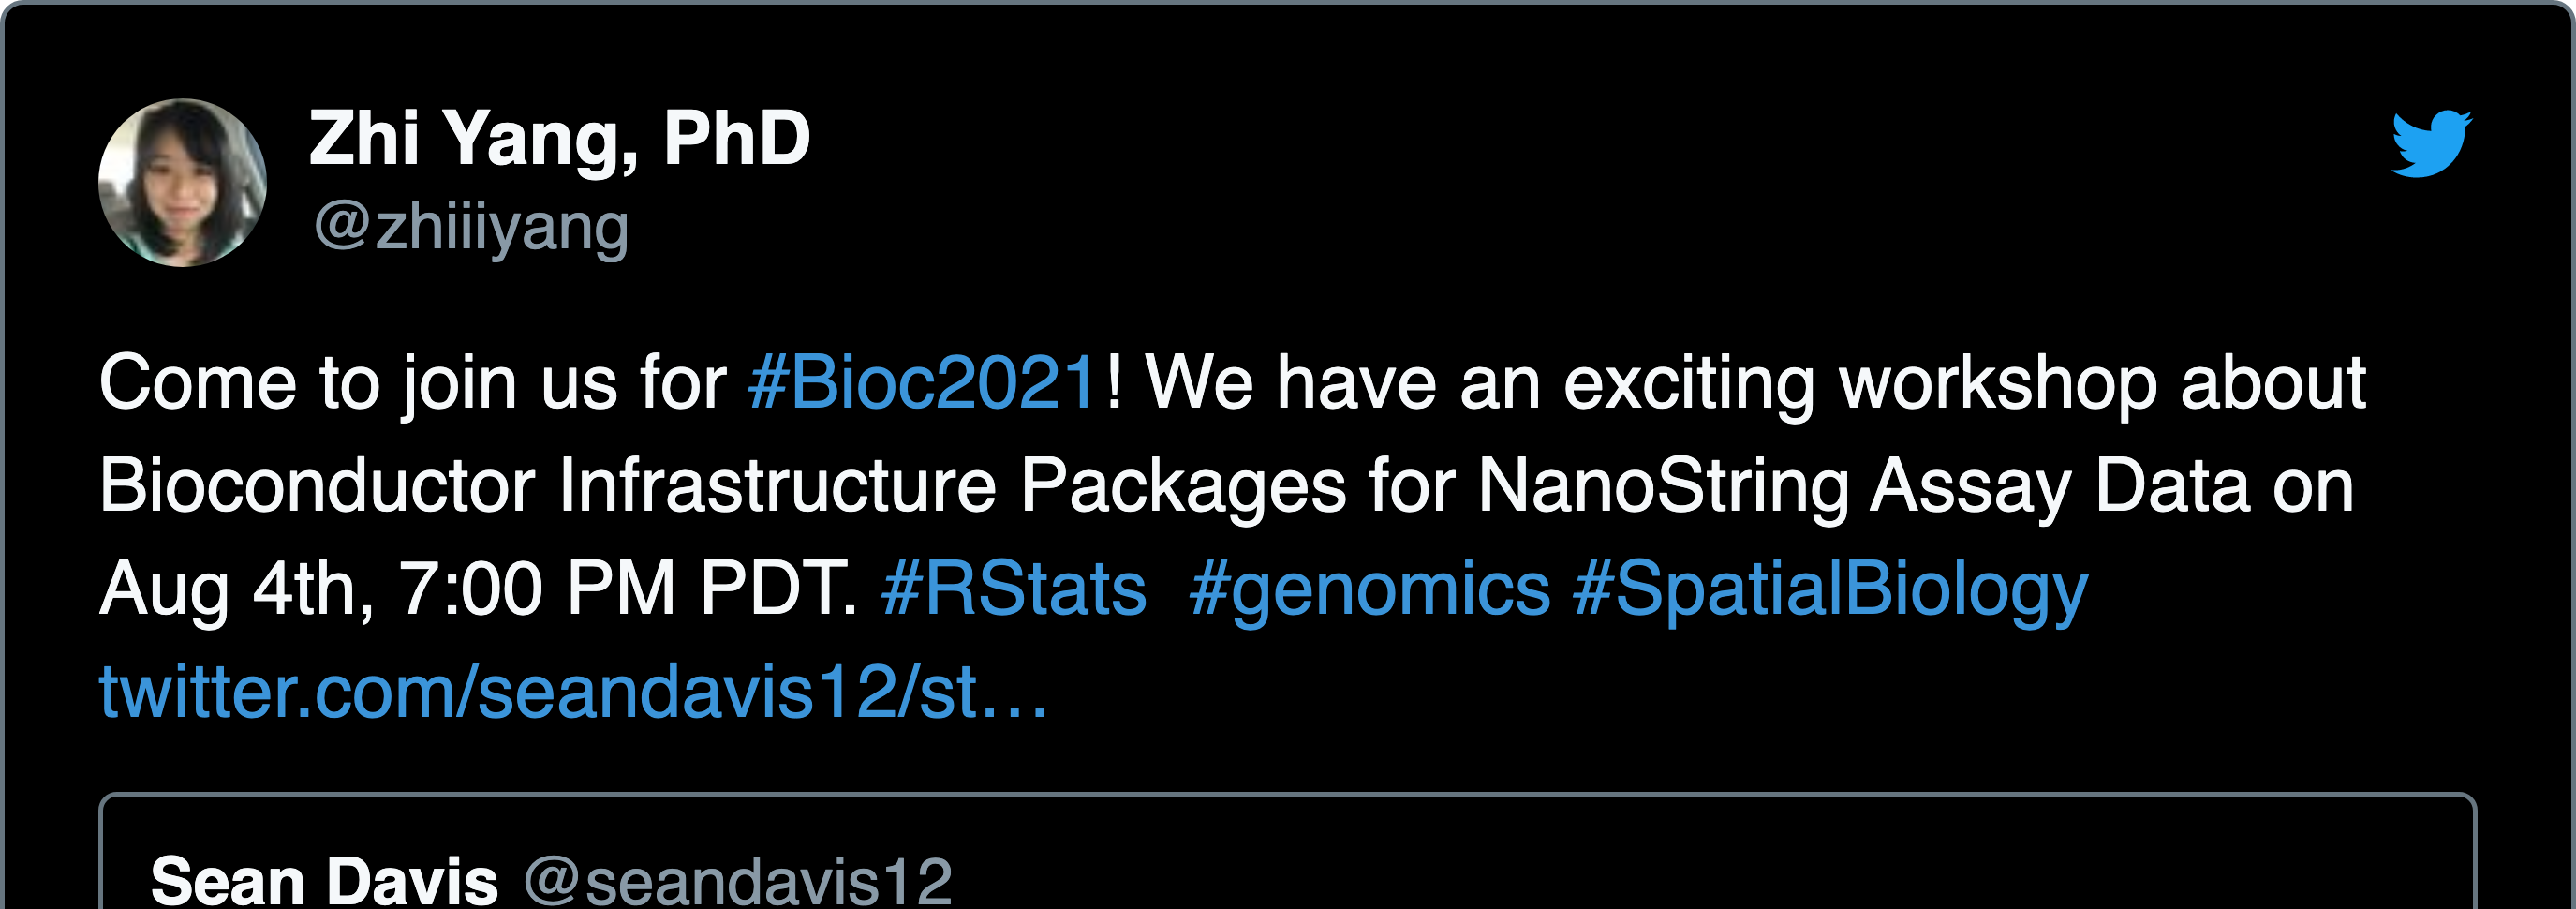 Zhi Yang, PhD
@zhiiiyang
Come to join us for #Bioc2021! We have an exciting workshop about
Bioconductor Infrastructure Packages for NanoString Assay Data on
Aug 4th, 7:00 PM PDT. #RStats  #genomics #SpatialBiology
twitter.com/seandavis12/st…
Sean Davis @seandavis12